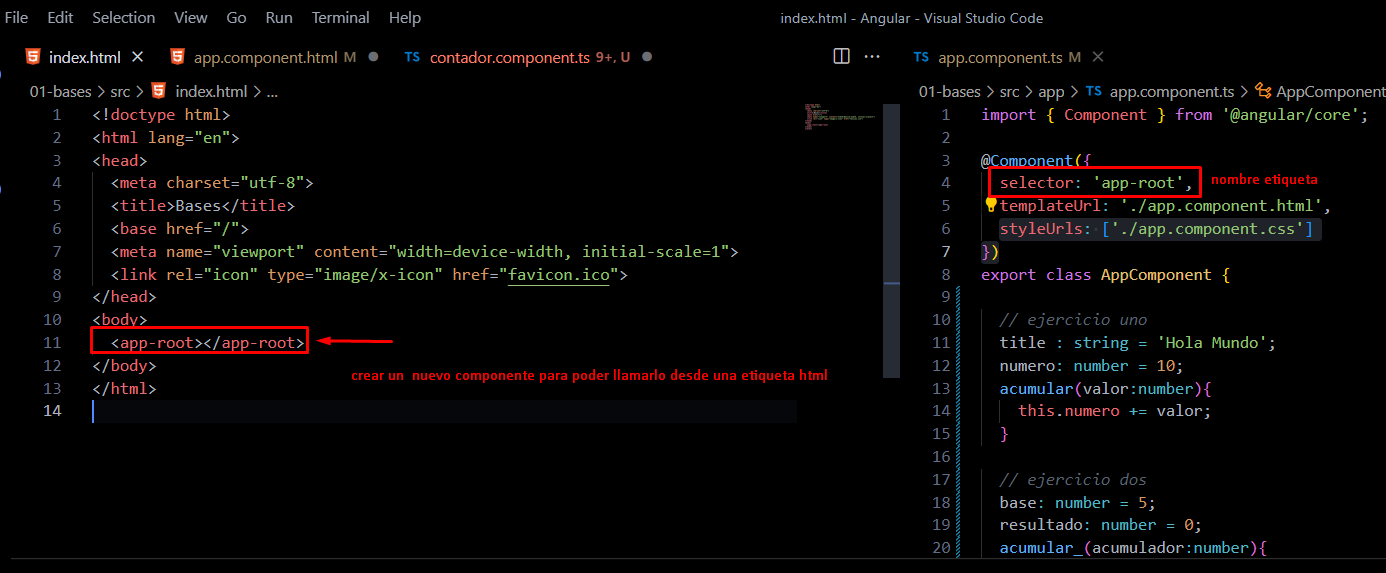 File Edit Selection View Go Run Terminal Help
index.html - Angular - Visual Studio Code
index.html
app.component.html M
TS contador.component.ts 9+, U
01-bases > src > index.html > ...
1 <!doctype html>
2 <html lang="en">
3 <head>
4 <meta charset="utf-8">
5 <title>Bases</title>
6 <base href="/">
7 <meta name="viewport" content="width=device-width, initial-scale=1">
8 <link rel="icon" type="image/x-icon" href="favicon.ico">
9 </head>
10 <body>
11 <app-root></app-root>
12 </body>
crear un nuevo componente para poder llamarlo desde una etiqueta html
13 </html>
14
TS app.component.ts M
01-bases > src > app > TS app.component.ts > AppComponent
1 import { Component } from '@angular/core';
2
3 @Component({
4 selector: 'app-root',
nombre etiqueta
5 templateUrl: './app.component.html',
6 styleUrls: ['./app.component.css']
7 })
8 export class AppComponent {
9
10 // ejercicio uno
11 title : string = 'Hola Mundo';
12 numero: number = 10;
13 acumular(valor:number){
14 this.numero += valor;
15 }
16
17 // ejercicio dos
18 base: number = 5;
19 resultado: number = 0;
20 acumular_(acumulador:number){